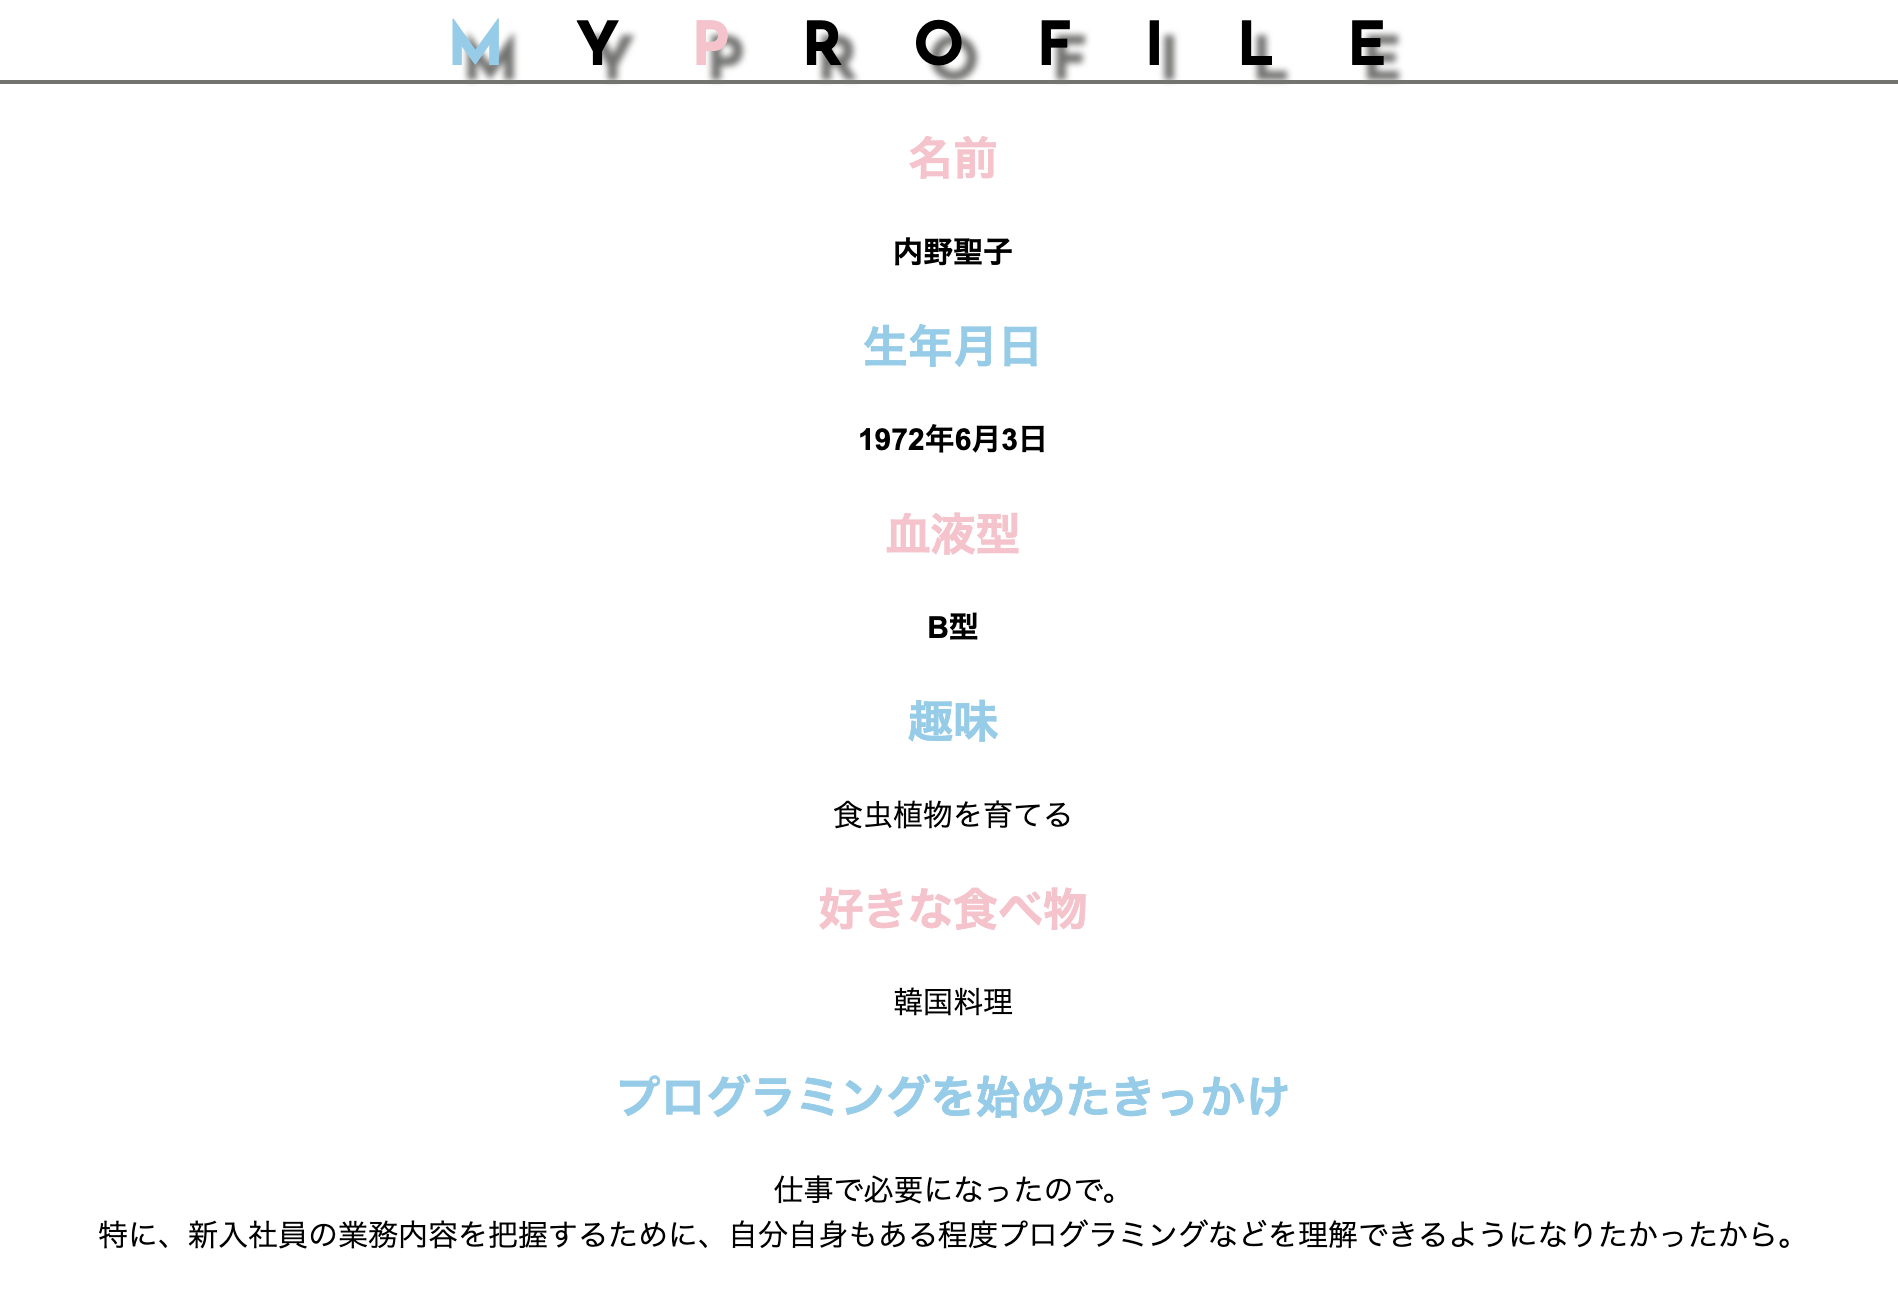 MY PROFILE
名前
内野聖子
生年月日
1972年6月3日
血液型
B型
趣味
食虫植物を育てる
好きな食べ物
韓国料理
プログラミングを始めたきっかけ
仕事で必要になったので。
特に、新入社員の業務内容を把握するために、自分自身もある程度プログラミングなどを理解できるようになりたかったから。